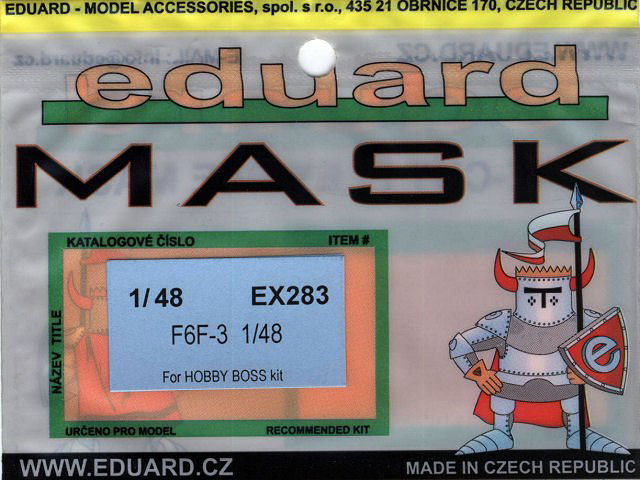 EDUARD - MODEL ACCESSORIES, spol. s r.o., 435 21 OBRNICE 170, CZECH REPUBLIC
eduard
MASK
KATALOGOVÉ ČÍSLO ITEM #
1/48 EX283
F6F-3 1/48
For HOBBY BOSS kit
NÁZEV TITLE
URČENO PRO MODEL RECOMMENDED KIT
e
WWW.EDUARD.CZ MADE IN CZECH REPUBLIC